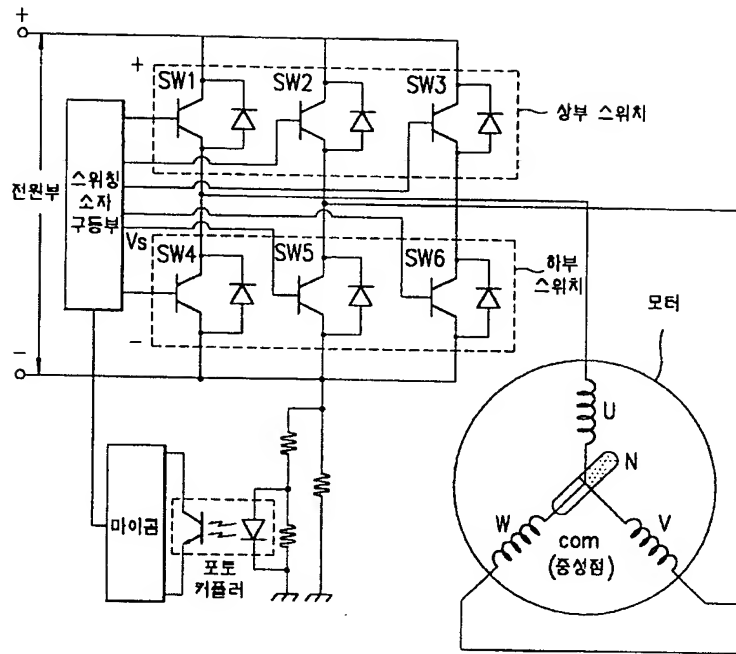 +
SW1
+
SW2
SW3
상부 스위치
전원부
스위칭
소자
구동부
Vs
SW4
SW5
SW6
하부
스위치
-
-
모터
U
N
W
V
com
(중성점)
마이콤
포토
커플러